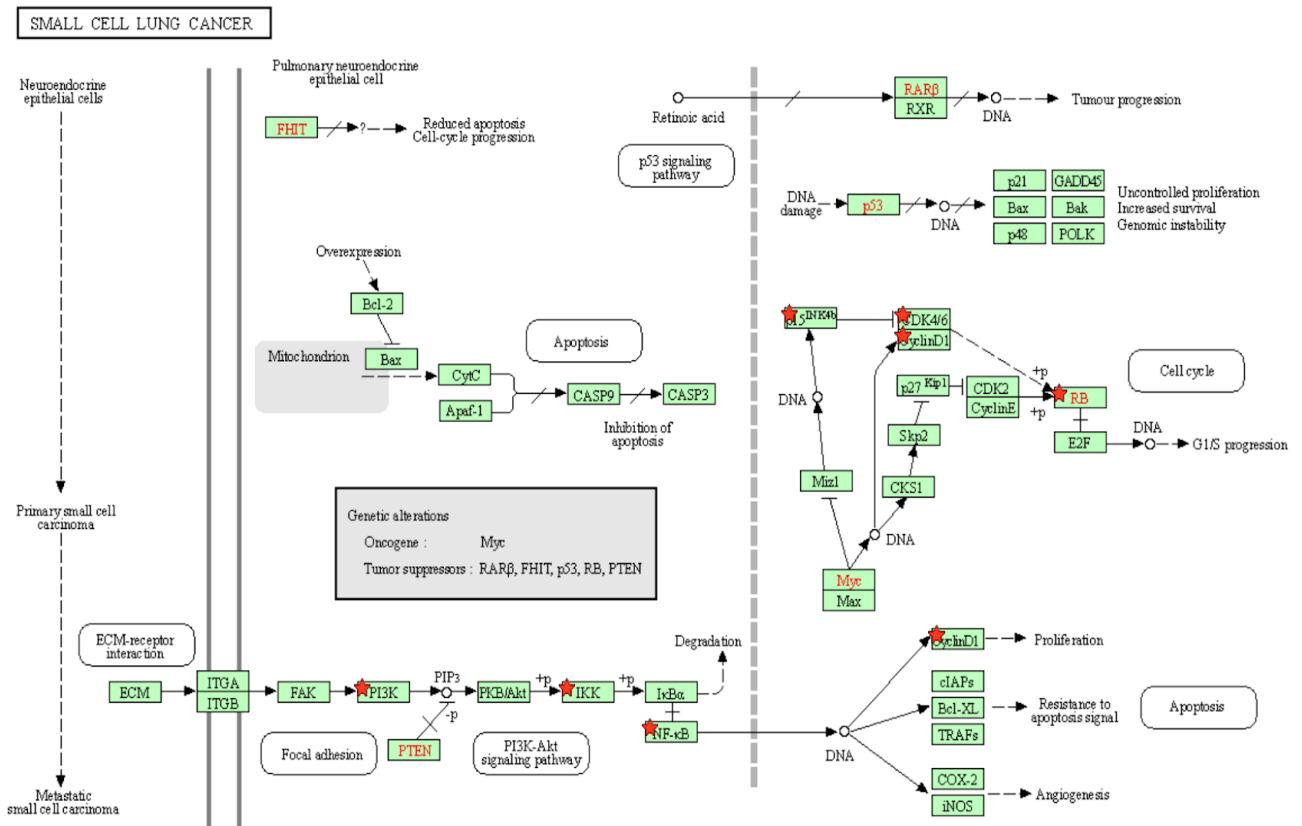 SMALL CELL LUNG CANCER
Neuroendocrine
epithelial cells
Pulmonary neuroendocrine
epithelial cell
FHIT
?
Reduced apoptosis
Cell-cycle progression
Retinoic acid
RARβ
RXR
DNA
Tumour progression
p53 signaling
pathway
DNA
damage
p53
DNA
p21
GADD45
Bax
Bak
p48
POLK
Uncontrolled proliferation
Increased survival
Genomic instability
Overexpression
Bcl-2
Mitochondrion
Bax
Apoptosis
CytC
Apaf-1
CASP9
CASP3
Inhibition of
apoptosis
p15INK4b
CDK4/6
CyclinD1
DNA
p27Kip1
CDK2
CyclinE
+p
+p
RB
E2F
DNA
G1/S progression
Cell cycle
Skp2
Miz1
CKS1
DNA
Myc
Max
Primary small cell
carcinoma
Genetic alterations
Oncogene : Myc
Tumor suppressors : RARβ, FHIT, p53, RB, PTEN
ECM-receptor
interaction
ECM
ITGA
ITGB
FAK
PI3K
PIP3
-p
PTEN
PKB/Akt
+p
IKK
+p
IκBα
Degradation
NF-κB
Focal adhesion
PI3K-Akt
signaling pathway
DNA
CyclinD1
Proliferation
cIAPs
Bcl-XL
TRAFs
Resistance to
apoptosis signal
Apoptosis
COX-2
iNOS
Angiogenesis
Metastatic
small cell carcinoma